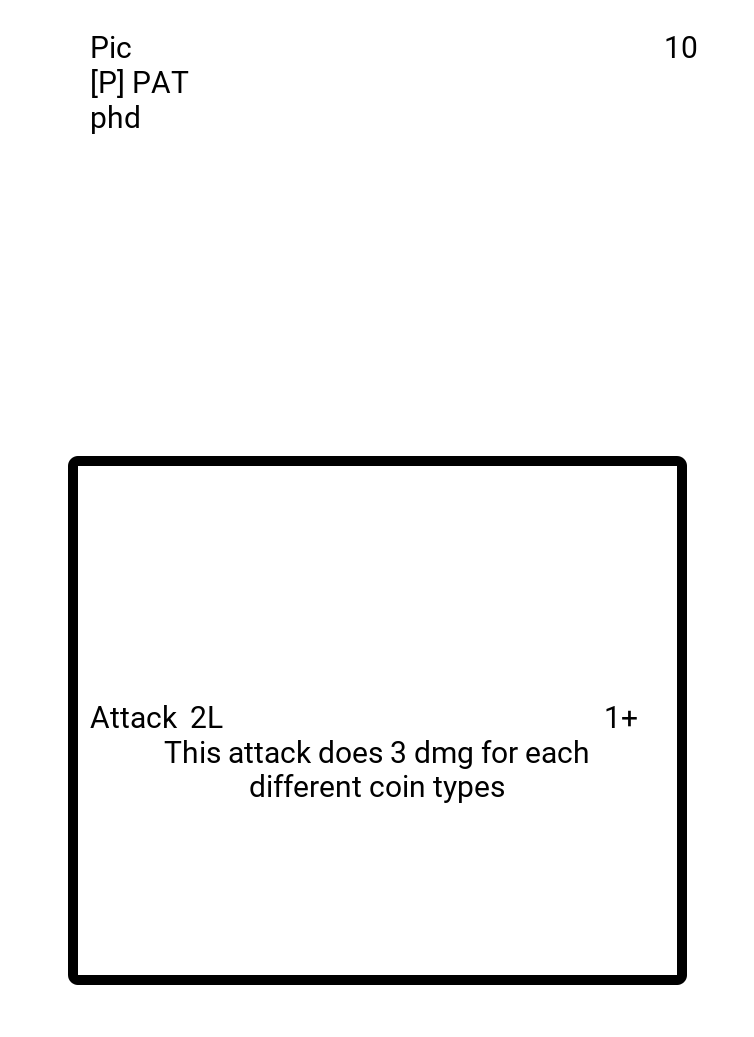 Pic 10
[P] PAT
phd
Attack 2L 1+
This attack does 3 dmg for each
different coin types